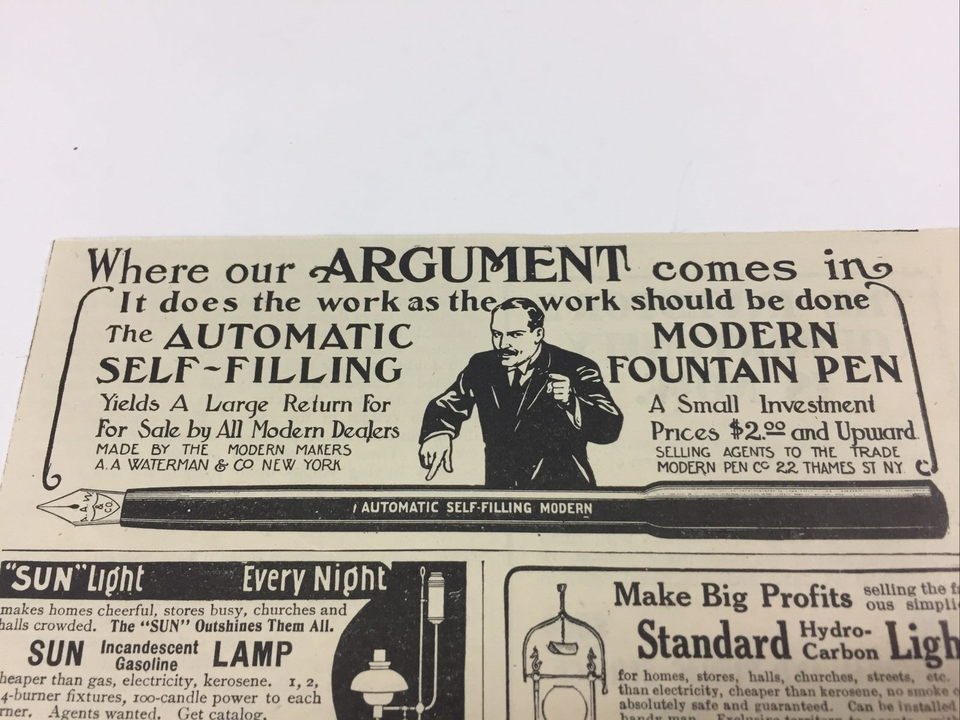 Where our ARGUMENT comes in
It does the work as the work should be done
The AUTOMATIC
SELF-FILLING
Yields A Large Return For
For Sale by All Modern Dealers
MADE BY THE MODERN MAKERS
A.A WATERMAN & CO NEW YORK
MODERN
FOUNTAIN PEN
A Small Investment
Prices $2.00 and Upward.
SELLING AGENTS TO THE TRADE
MODERN PEN CO 22 THAMES ST NY.
A.A.W. & CO.
AUTOMATIC SELF-FILLING MODERN
"SUN" Light Every Night
makes homes cheerful, stores busy, churches and
halls crowded. The "SUN" Outshines Them All.
SUN Incandescent Gasoline LAMP
heaper than gas, electricity, kerosene. 1, 2,
4-burner fixtures, 100-candle power to each
rner. Agents wanted. Get catalog.
Make Big Profits selling the fa
ous simpli
Standard Hydro-Carbon Ligh
for homes, stores, halls, churches, streets, etc.
than electricity, cheaper than kerosene, no smoke o
absolutely safe and guaranteed. Can be installed